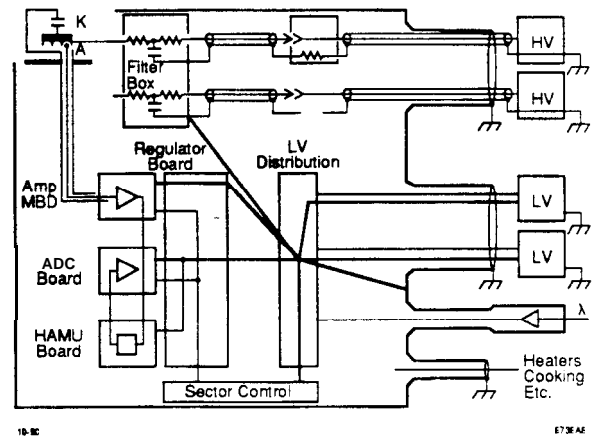 K
A
Filter
Box
HV
HV
Regulator
Board
LV
Distribution
Amp
MBD
LV
LV
ADC
Board
HAMU
Board
λ
Sector Control
Heaters
Cooking
Etc.